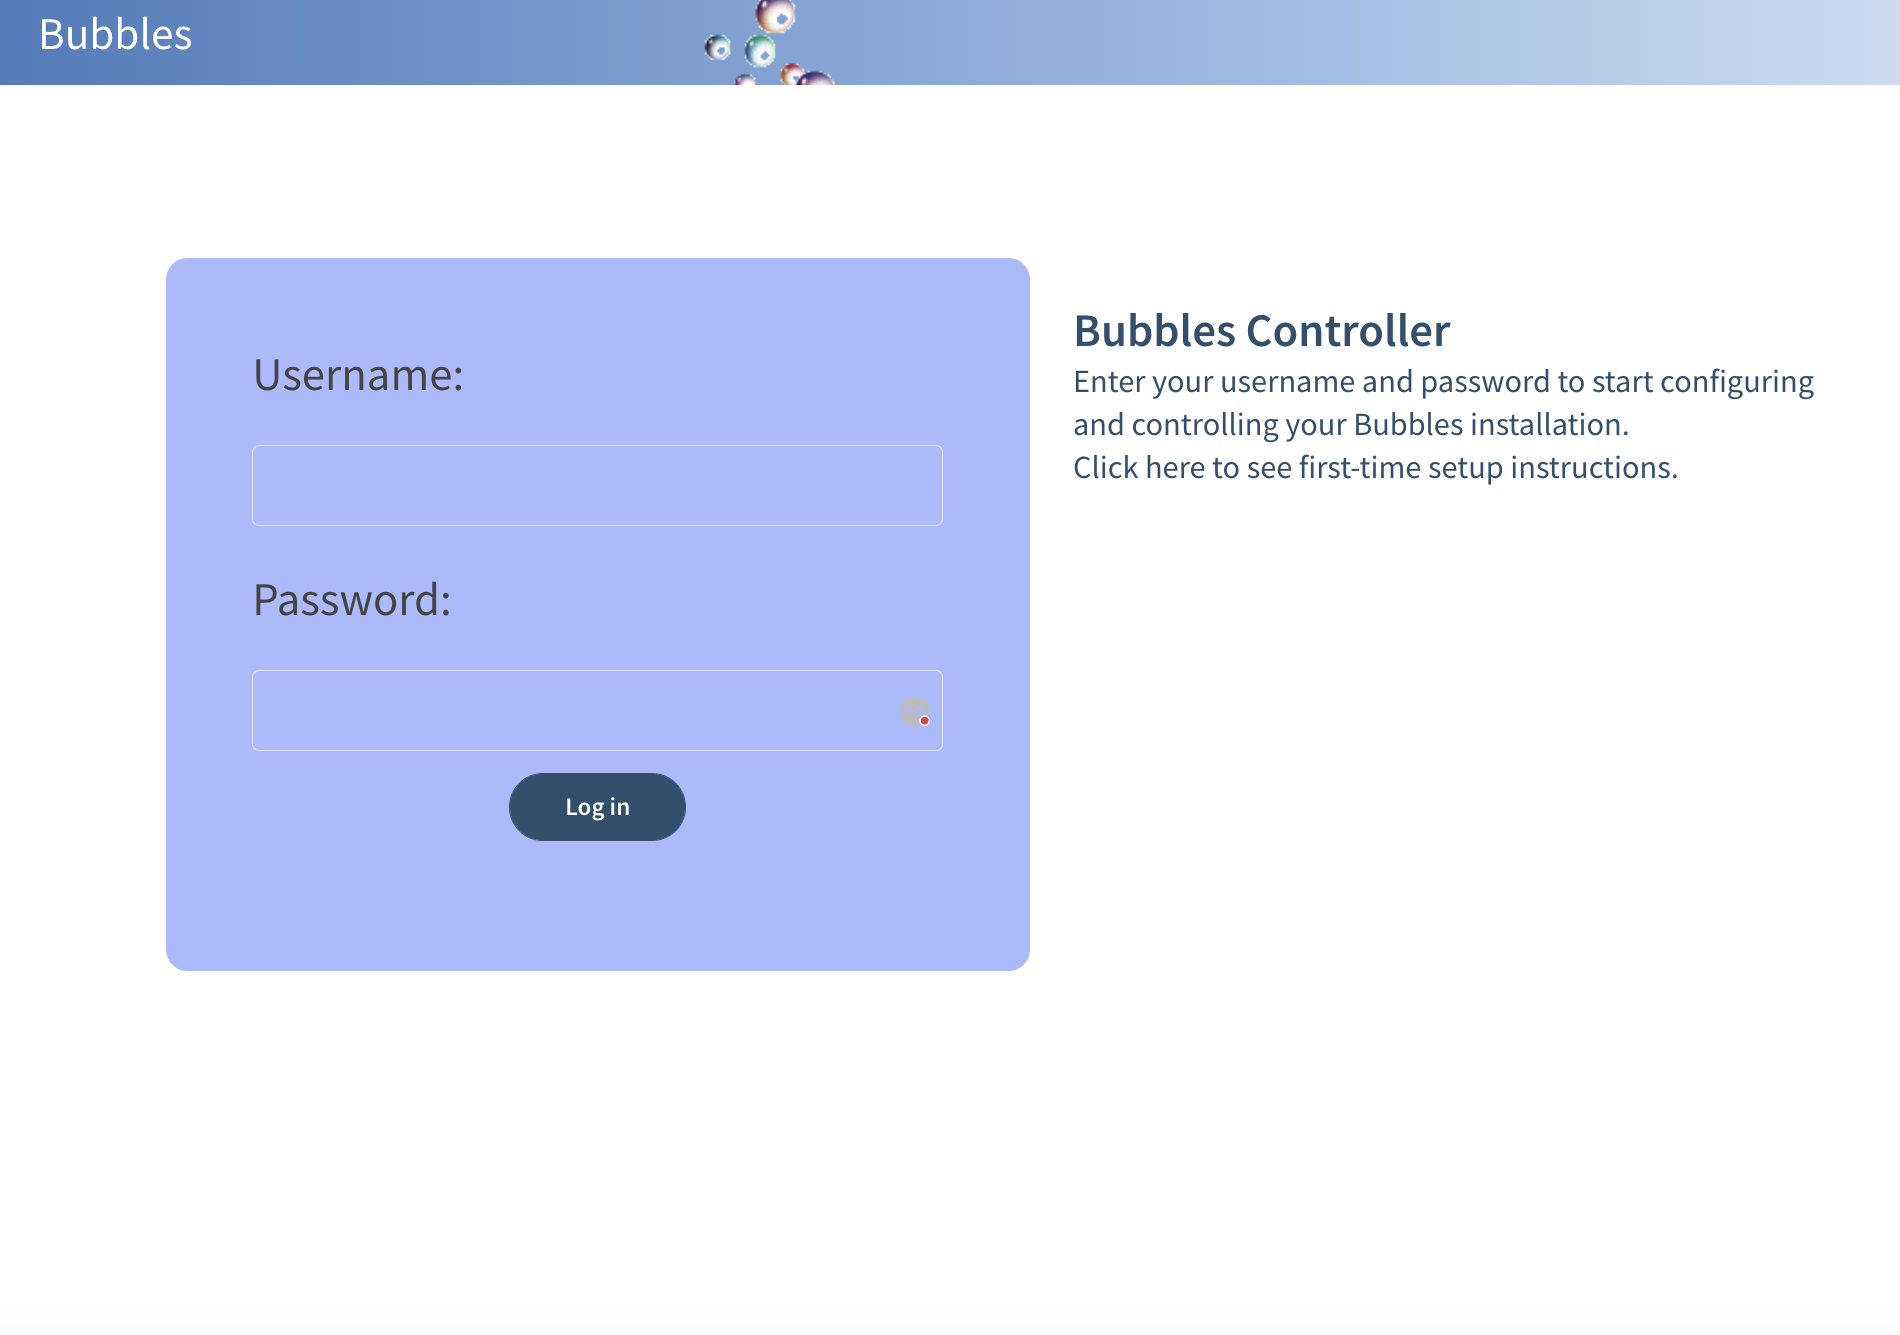 Bubbles
Username:
Password:
Log in
Bubbles Controller
Enter your username and password to start configuring
and controlling your Bubbles installation.
Click here to see first-time setup instructions.